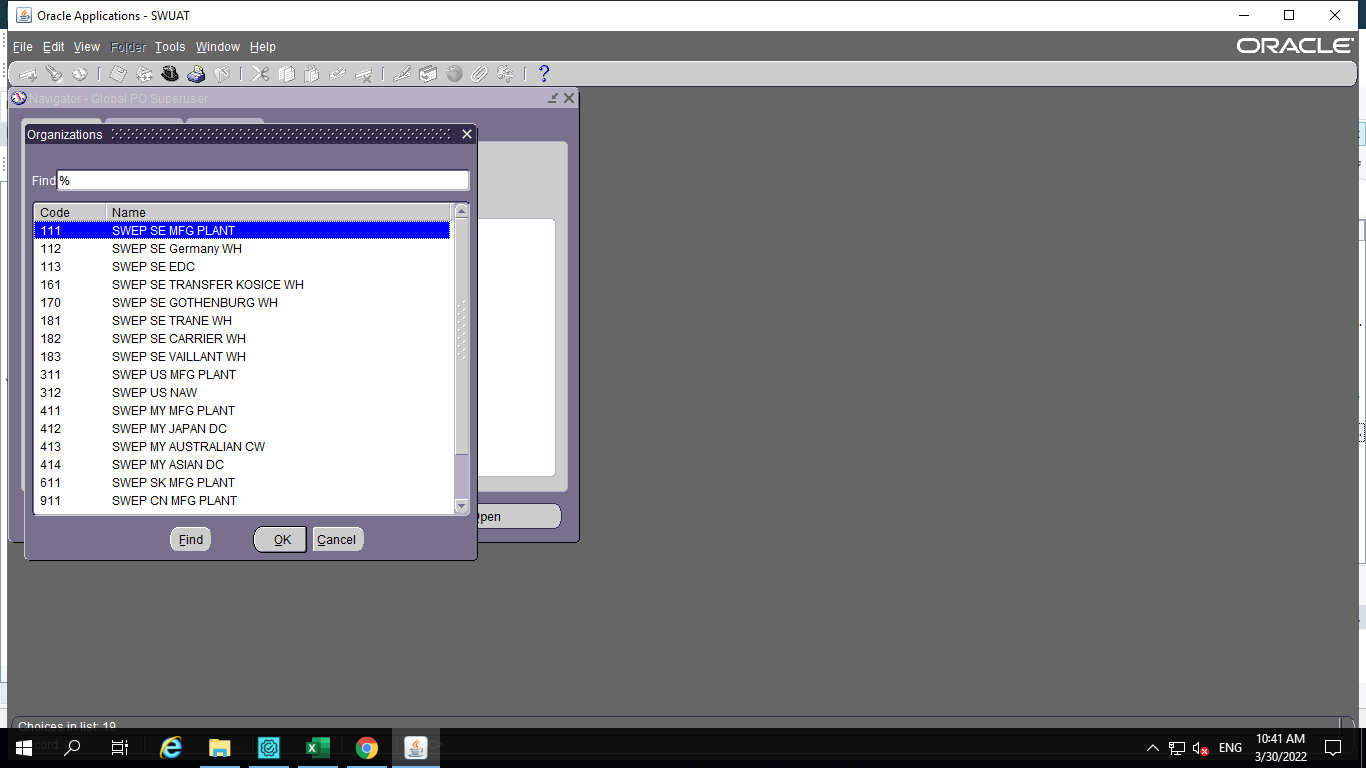 Oracle Applications - SWUAT
File Edit View Folder Tools Window Help
ORACLE
?
Navigator - Global PO Superuser
Organizations
Find %
Code Name
111 SWEP SE MFG PLANT
112 SWEP SE Germany WH
113 SWEP SE EDC
161 SWEP SE TRANSFER KOSICE WH
170 SWEP SE GOTHENBURG WH
181 SWEP SE TRANE WH
182 SWEP SE CARRIER WH
183 SWEP SE VAILLANT WH
311 SWEP US MFG PLANT
312 SWEP US NAW
411 SWEP MY MFG PLANT
412 SWEP MY JAPAN DC
413 SWEP MY AUSTRALIAN CW
414 SWEP MY ASIAN DC
611 SWEP SK MFG PLANT
911 SWEP CN MFG PLANT
Open
Find OK Cancel
Choices in list: 19
ENG
10:41 AM
3/30/2022